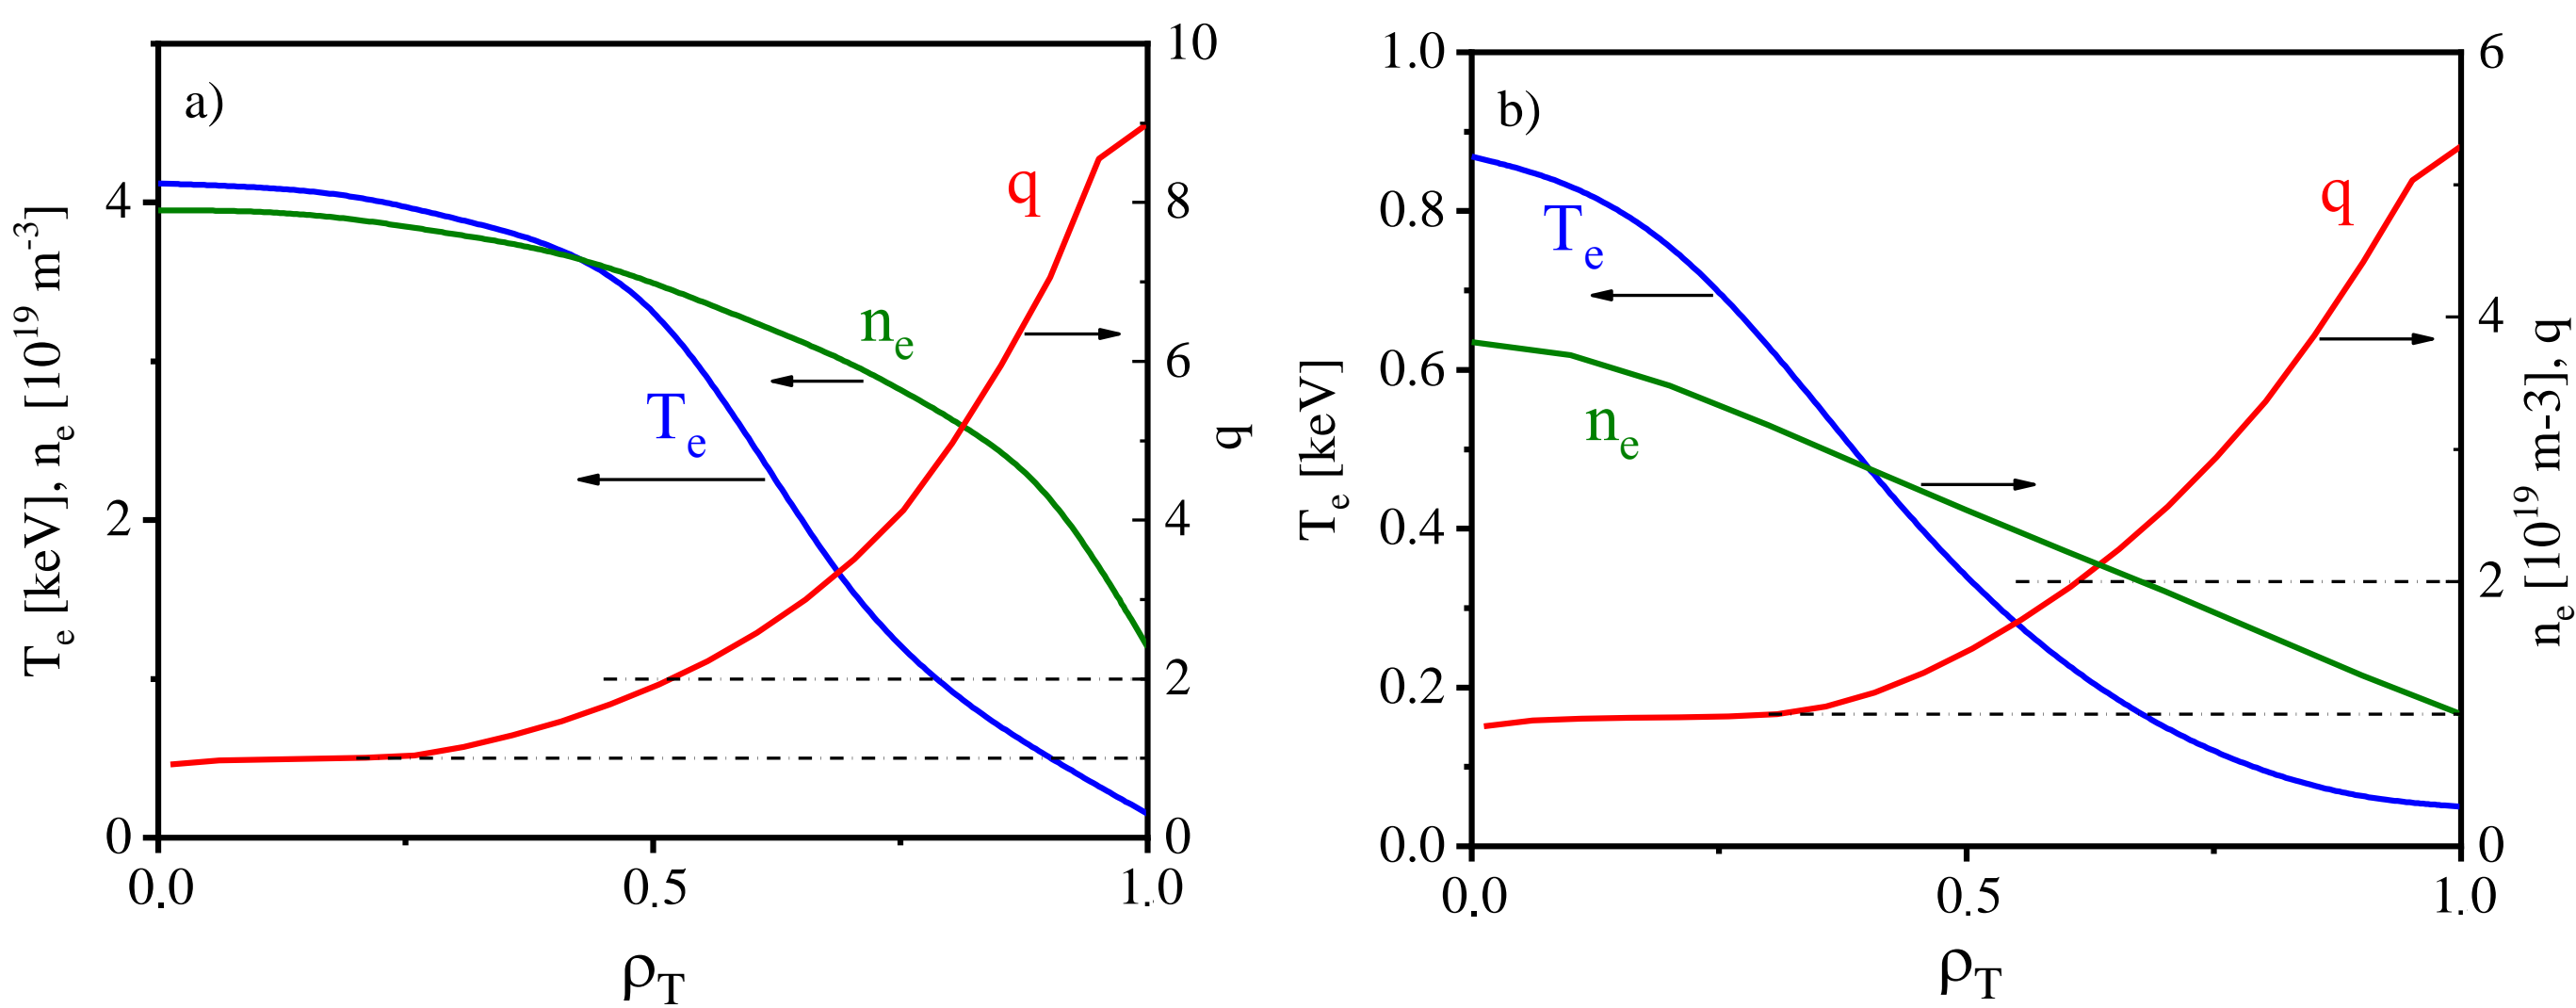 a)
T_e [keV], n_e [10^19 m^-3]
4
2
0
0.0
0.5
1.0
ρ_T
q
n_e
T_e
10
8
6
4
2
0
q
b)
T_e [keV]
1.0
0.8
0.6
0.4
0.2
0.0
0.0
0.5
1.0
ρ_T
T_e
n_e
q
6
4
2
0
n_e [10^19 m-3], q